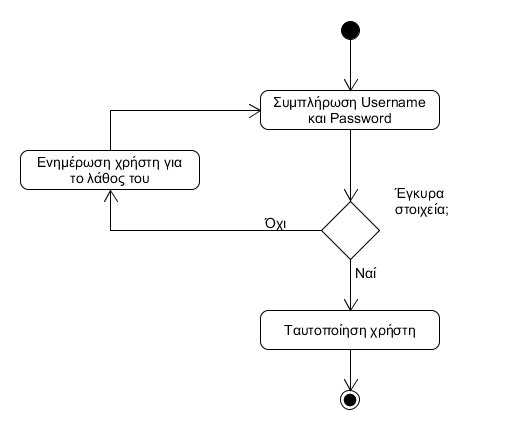 Συμπλήρωση Username
και Password
Ενημέρωση χρήστη για
το λάθος του
Έγκυρα
στοιχεία;
Όχι
Ναί
Ταυτοποίηση χρήστη